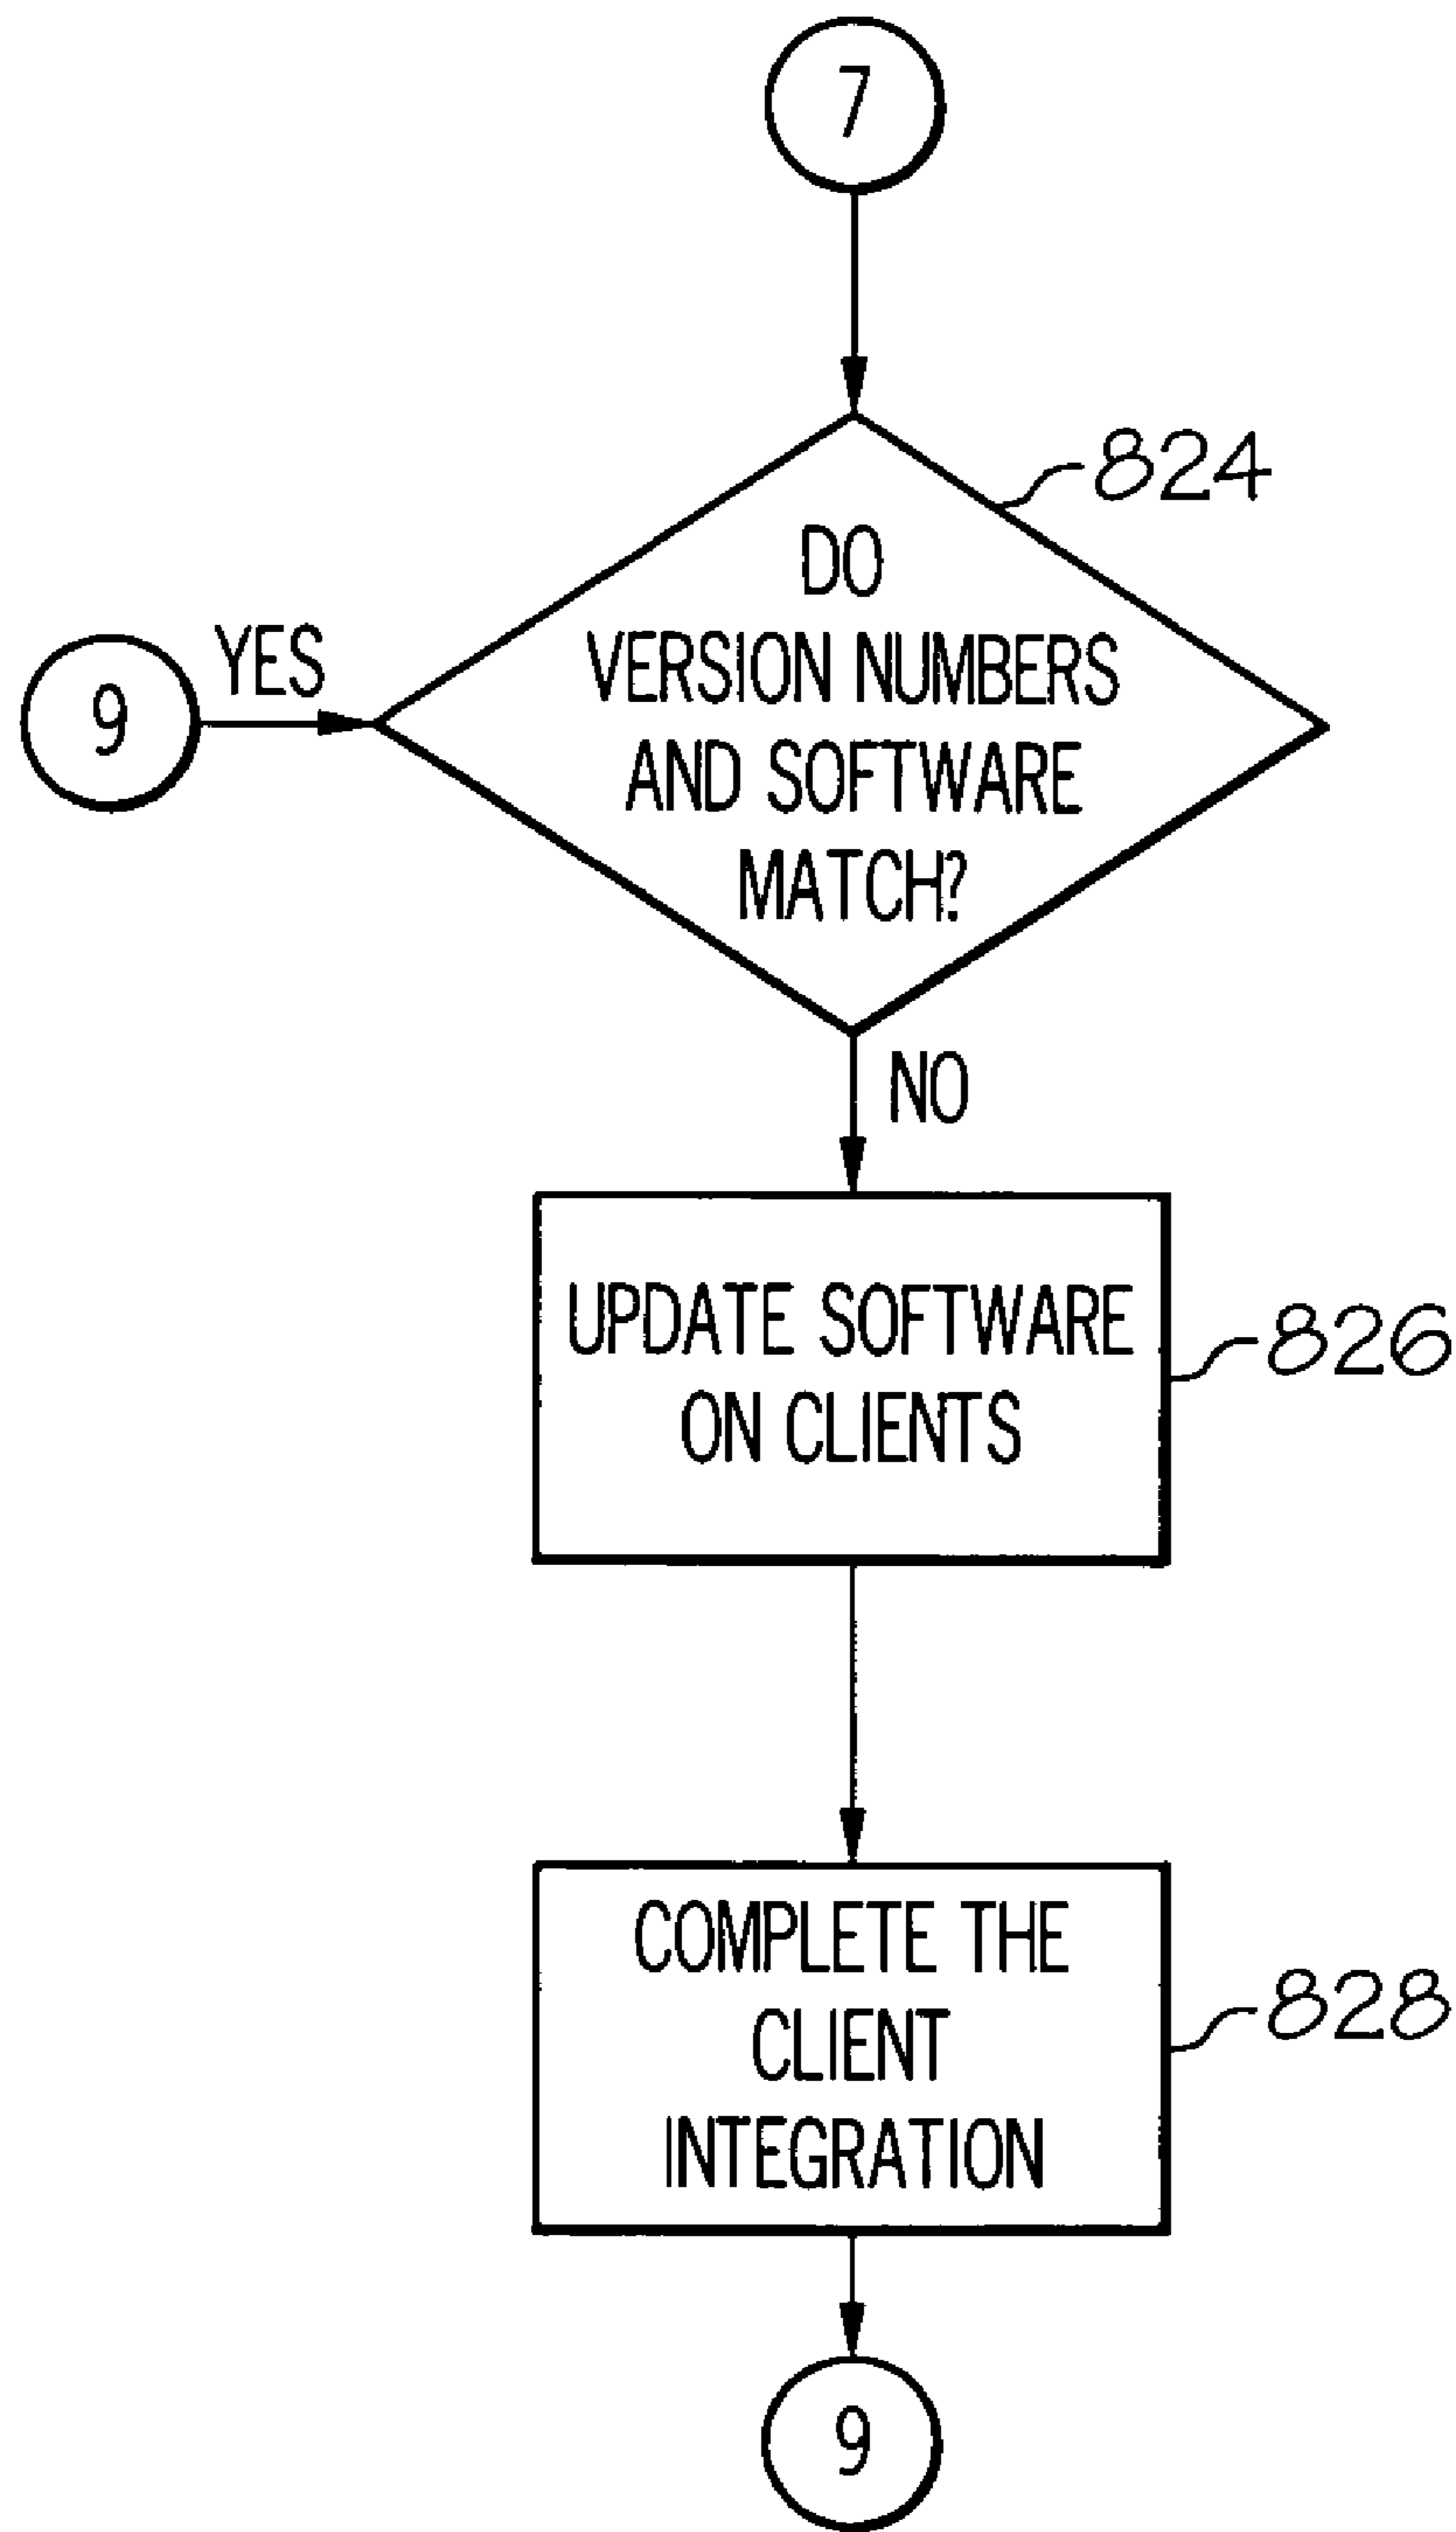 7
824
DO
VERSION NUMBERS
AND SOFTWARE
MATCH?
YES
9
NO
UPDATE SOFTWARE
ON CLIENTS
826
COMPLETE THE
CLIENT
INTEGRATION
828
9